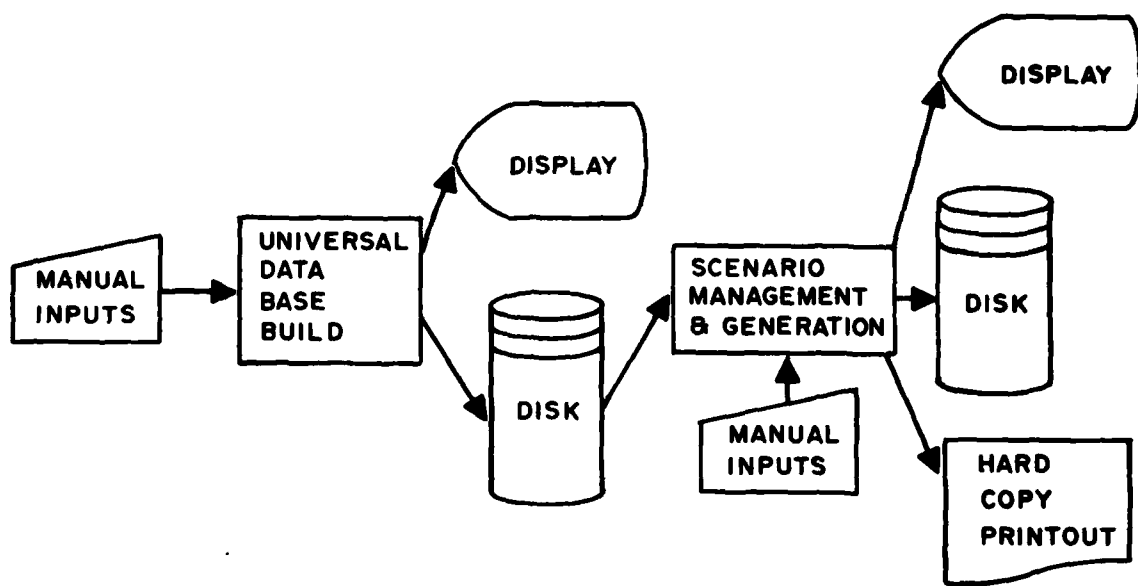 MANUAL
INPUTS
UNIVERSAL
DATA
BASE
BUILD
DISPLAY
DISK
SCENARIO
MANAGEMENT
& GENERATION
MANUAL
INPUTS
DISPLAY
DISK
HARD
COPY
PRINTOUT